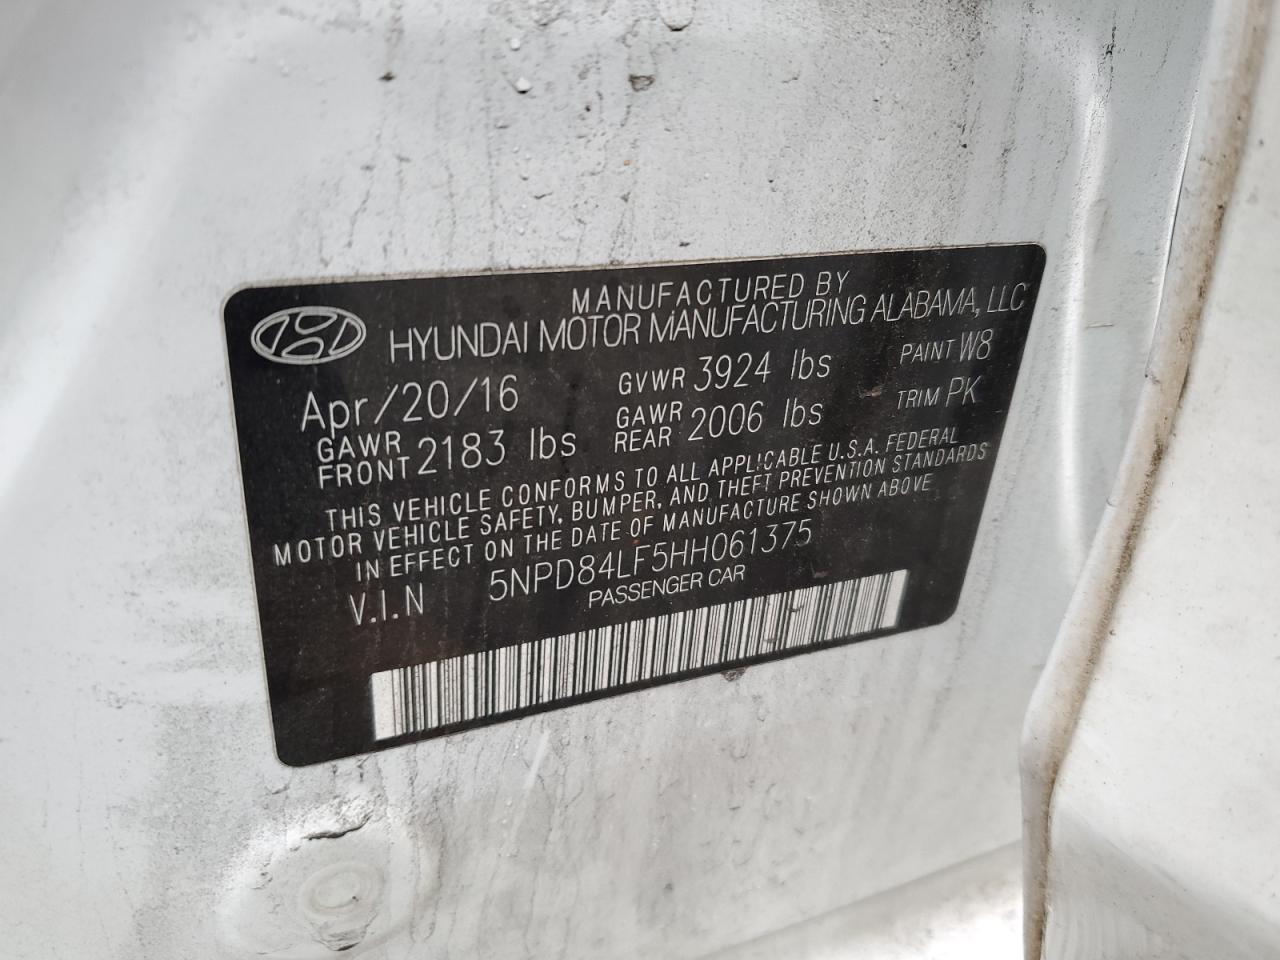 MANUFACTURED BY
HYUNDAI MOTOR MANUFACTURING ALABAMA, LLC
Apr/20/16 GVWR 3924 lbs PAINT W8
GAWR FRONT 2183 lbs GAWR REAR 2006 lbs TRIM PK
THIS VEHICLE CONFORMS TO ALL APPLICABLE U.S.A. FEDERAL
MOTOR VEHICLE SAFETY, BUMPER, AND THEFT PREVENTION STANDARDS
IN EFFECT ON THE DATE OF MANUFACTURE SHOWN ABOVE
V.I.N 5NPD84LF5HH061375
PASSENGER CAR